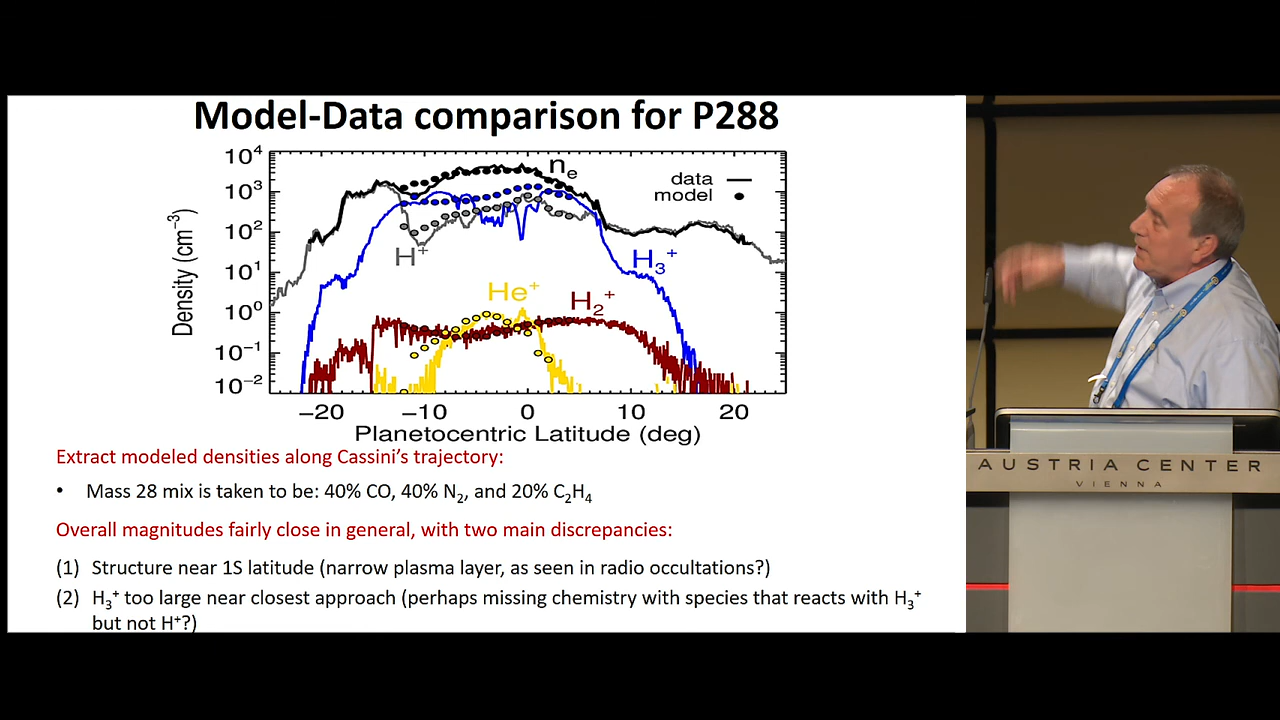 Model-Data comparison for P288
10⁴
10³
10²
10¹
10⁰
10⁻¹
10⁻²
Density (cm⁻³)
nₑ
data
model
H⁺
H₃⁺
He⁺
H₂⁺
−20
−10
0
10
20
Planetocentric Latitude (deg)
Extract modeled densities along Cassini’s trajectory:
• Mass 28 mix is taken to be: 40% CO, 40% N₂, and 20% C₂H₄
Overall magnitudes fairly close in general, with two main discrepancies:
(1) Structure near 1S latitude (narrow plasma layer, as seen in radio occultations?)
(2) H₃⁺ too large near closest approach (perhaps missing chemistry with species that reacts with H₃⁺
but not H⁺?)
AUSTRIA CENTER
VIENNA